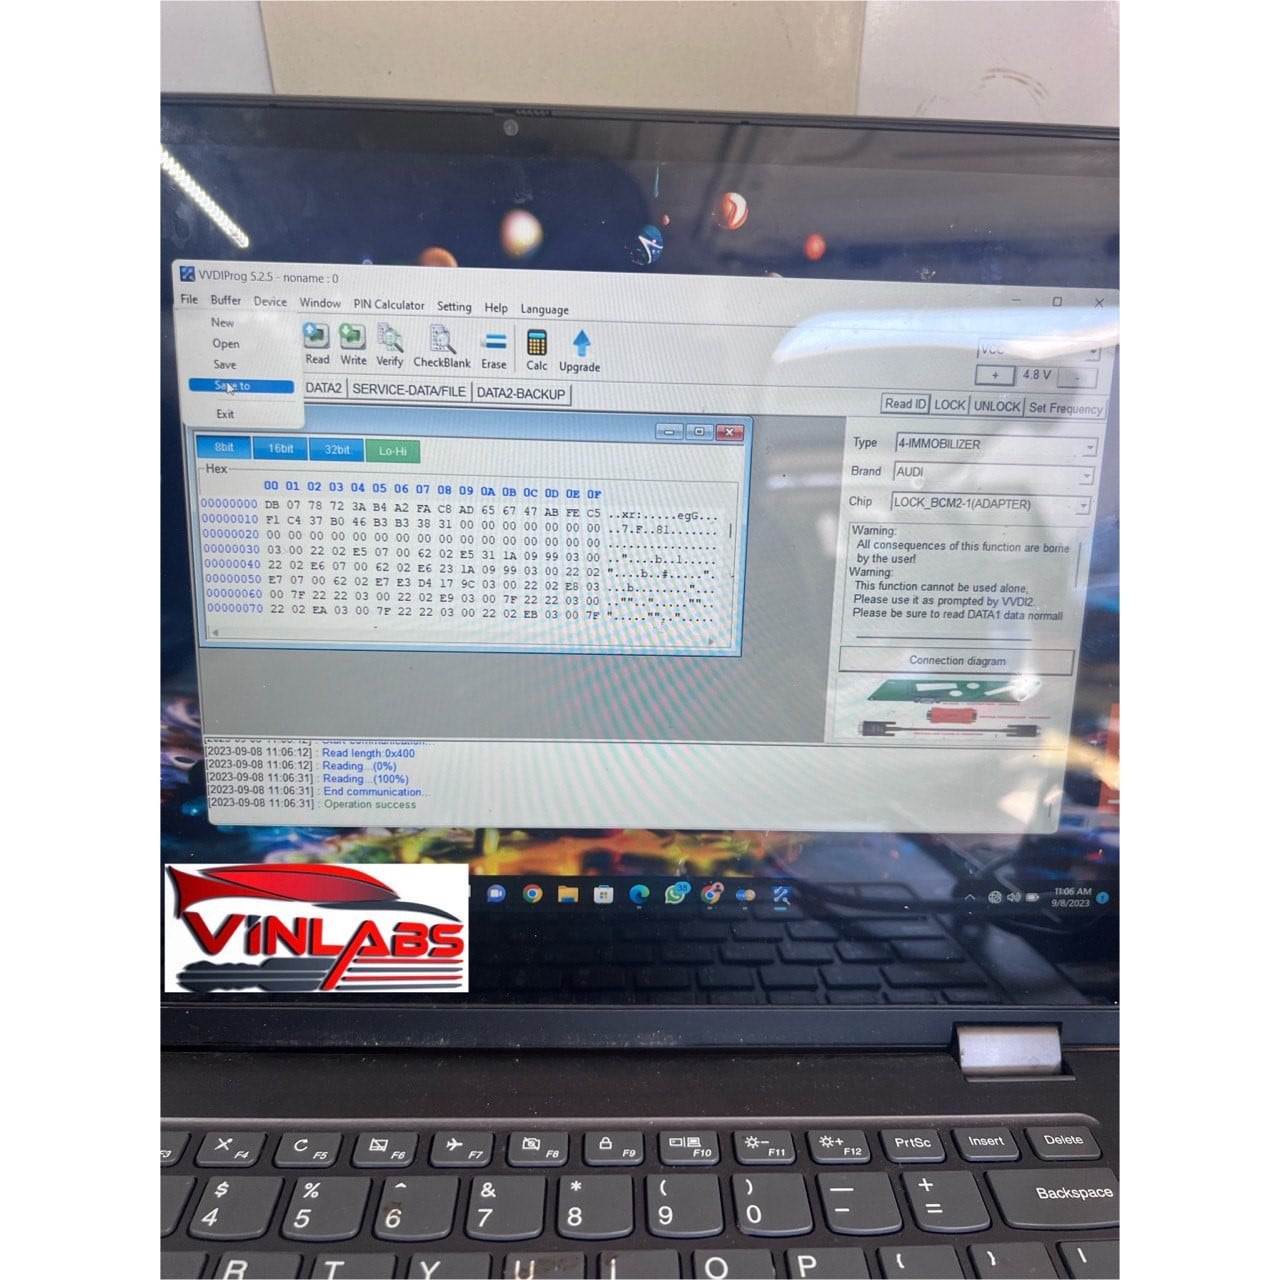 VVDIProg 5.2.5 - noname : 0
File Buffer Device Window PIN Calculator Setting Help Language
New
Open
Save
Save to
Exit
Read Write Verify CheckBlank Erase Calc Upgrade
VCC
+ 4.8 V -
DATA2 SERVICE-DATA/FILE DATA2-BACKUP
Read ID LOCK UNLOCK Set Frequency
8bit 16bit 32bit Lo-Hi
Hex
00 01 02 03 04 05 06 07 08 09 0A 0B 0C 0D 0E 0F
00000000 DB 07 78 72 3A B4 A2 FA C8 AD 65 67 47 AB FE C5 ..xr:.....egG...
00000010 F1 C4 37 B0 46 B3 B3 38 31 00 00 00 00 00 00 00 ..7.F..81.......
00000020 00 00 00 00 00 00 00 00 00 00 00 00 00 00 00 00
00000030 03 00 22 02 E5 07 00 62 02 E5 31 1A 09 99 03 00
00000040 22 02 E6 07 00 62 02 E6 23 1A 09 99 03 00 22 02
00000050 E7 07 00 62 02 E7 E3 D4 17 9C 03 00 22 02 E8 03
00000060 00 7F 22 22 03 00 22 02 E9 03 00 7F 22 22 03 00
00000070 22 02 EA 03 00 7F 22 22 03 00 22 02 EB 03 00 7F
Type 4-IMMOBILIZER
Brand AUDI
Chip LOCK_BCM2-1(ADAPTER)
Warning:
All consequences of this function are borne
by the user!
Warning:
This function cannot be used alone,
Please use it as prompted by VVDI2.
Please be sure to read DATA1 data normall
Connection diagram
[2023-09-08 11:06:12] : Start communication...
[2023-09-08 11:06:12] : Read length:0x400
[2023-09-08 11:06:12] : Reading...(0%)
[2023-09-08 11:06:31] : Reading...(100%)
[2023-09-08 11:06:31] : End communication...
[2023-09-08 11:06:31] : Operation success
38
11:06 AM
9/8/2023
1
VINLABS
F3 F4 F5 F6 F7 F8 F9 F10 F11 F12 PrtSc Insert Delete
$ % ^ & * ( ) — +
4 5 6 7 8 9 0 - = Backspace
R T Y U I O P { }